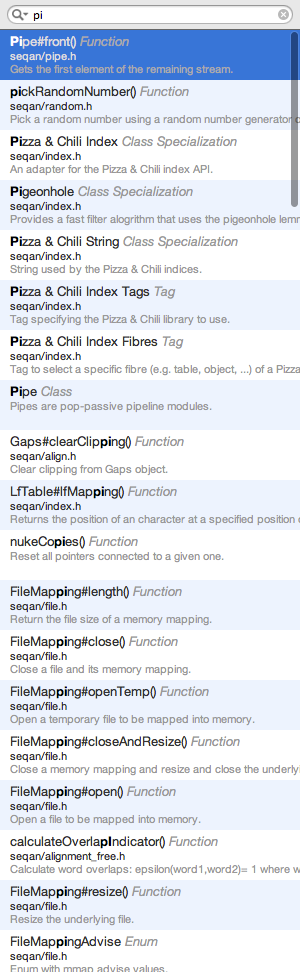 pi
Pipe#front() Function
seqan/pipe.h
Gets the first element of the remaining stream.
pickRandomNumber() Function
seqan/random.h
Pick a random number using a random number generator
Pizza & Chili Index Class Specialization
seqan/index.h
An adapter for the Pizza & Chili index API.
Pigeonhole Class Specialization
seqan/index.h
Provides a fast filter alogrithm that uses the pigeonhole
Pizza & Chili String Class Specialization
seqan/index.h
String used by the Pizza & Chili indices.
Pizza & Chili Index Tags Tag
seqan/index.h
Tag specifying the Pizza & Chili library to use.
Pizza & Chili Index Fibres Tag
seqan/index.h
Tag to select a specific fibre (e.g. table, object, ...) of a Pizza
Pipe Class
Pipes are pop-passive pipeline modules.
Gaps#clearClipping() Function
seqan/align.h
Clear clipping from Gaps object.
LfTable#lfMapping() Function
seqan/index.h
Returns the position of an character at a specified position
nukeCopies() Function
Reset all pointers connected to a given one.
FileMapping#length() Function
seqan/file.h
Return the file size of a memory mapping.
FileMapping#close() Function
seqan/file.h
Close a file and its memory mapping.
FileMapping#openTemp() Function
seqan/file.h
Open a temporary file to be mapped into memory.
FileMapping#closeAndResize() Function
seqan/file.h
Close a memory mapping and resize and close the underlyi
FileMapping#open() Function
seqan/file.h
Open a file to be mapped into memory.
calculateOverlapIndicator() Function
seqan/alignment_free.h
Calculate word overlaps: epsilon(word1,word2)= 1 where w
FileMapping#resize() Function
seqan/file.h
Resize the underlying file.
FileMappingAdvise Enum
seqan/file.h
Enum with mmap advise values.